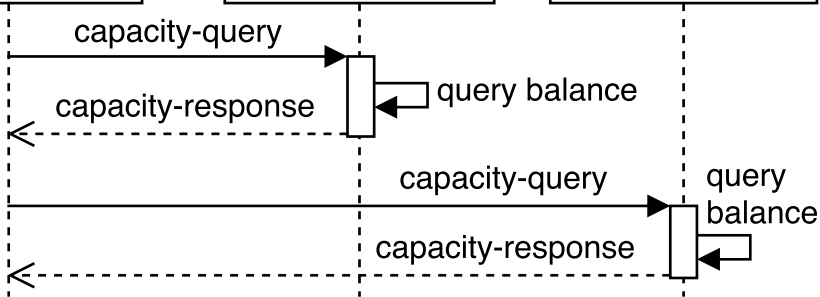 capacity-query
query balance
capacity-response
capacity-query
query
balance
capacity-response